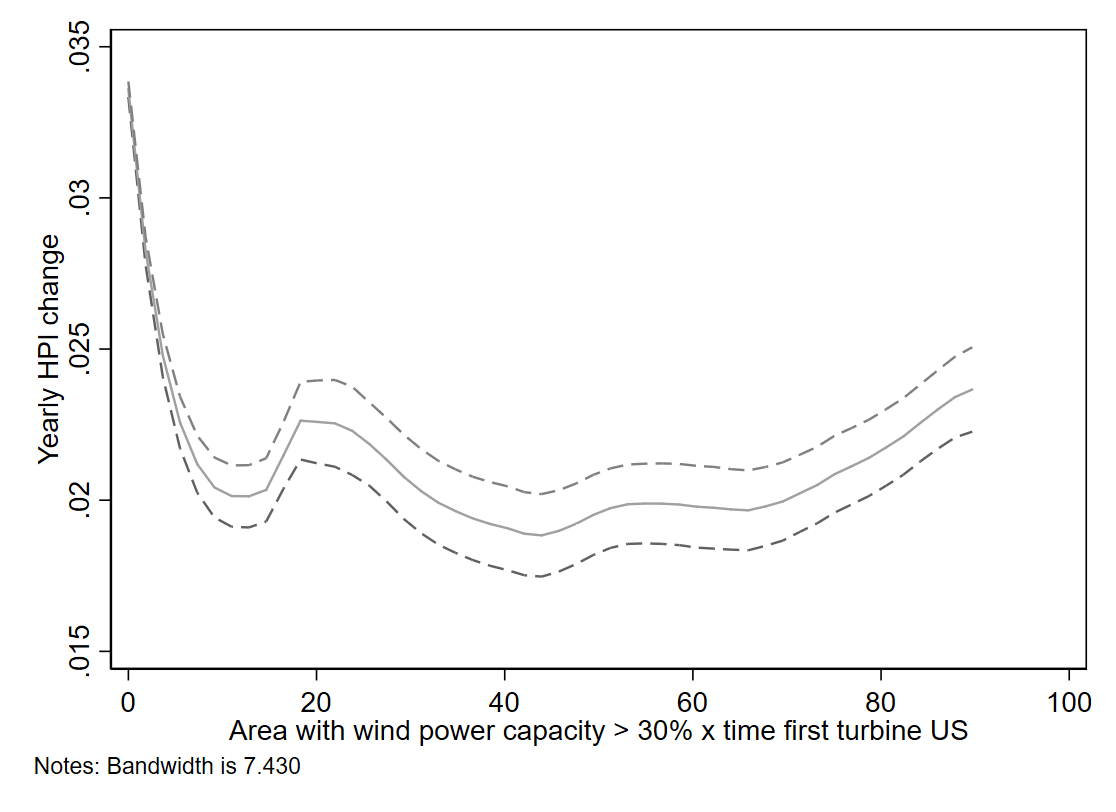 Yearly HPI change
.035
.03
.025
.02
.015
0 20 40 60 80 100
Area with wind power capacity > 30% x time first turbine US
Notes: Bandwidth is 7.430